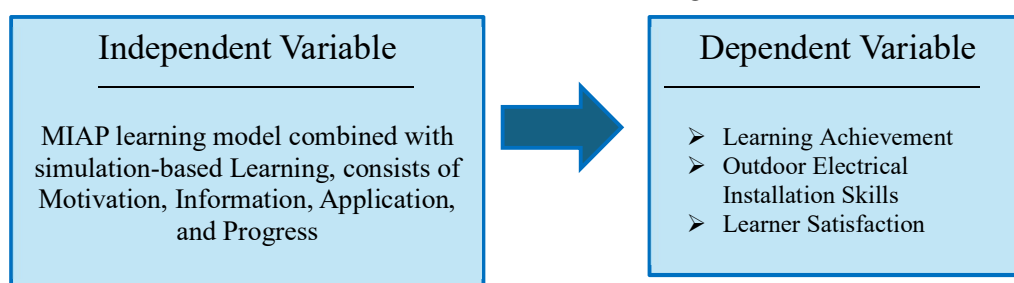 Independent Variable
MIAP learning model combined with
simulation-based Learning, consists of
Motivation, Information, Application,
and Progress
Dependent Variable
➢ Learning Achievement
➢ Outdoor Electrical
Installation Skills
➢ Learner Satisfaction